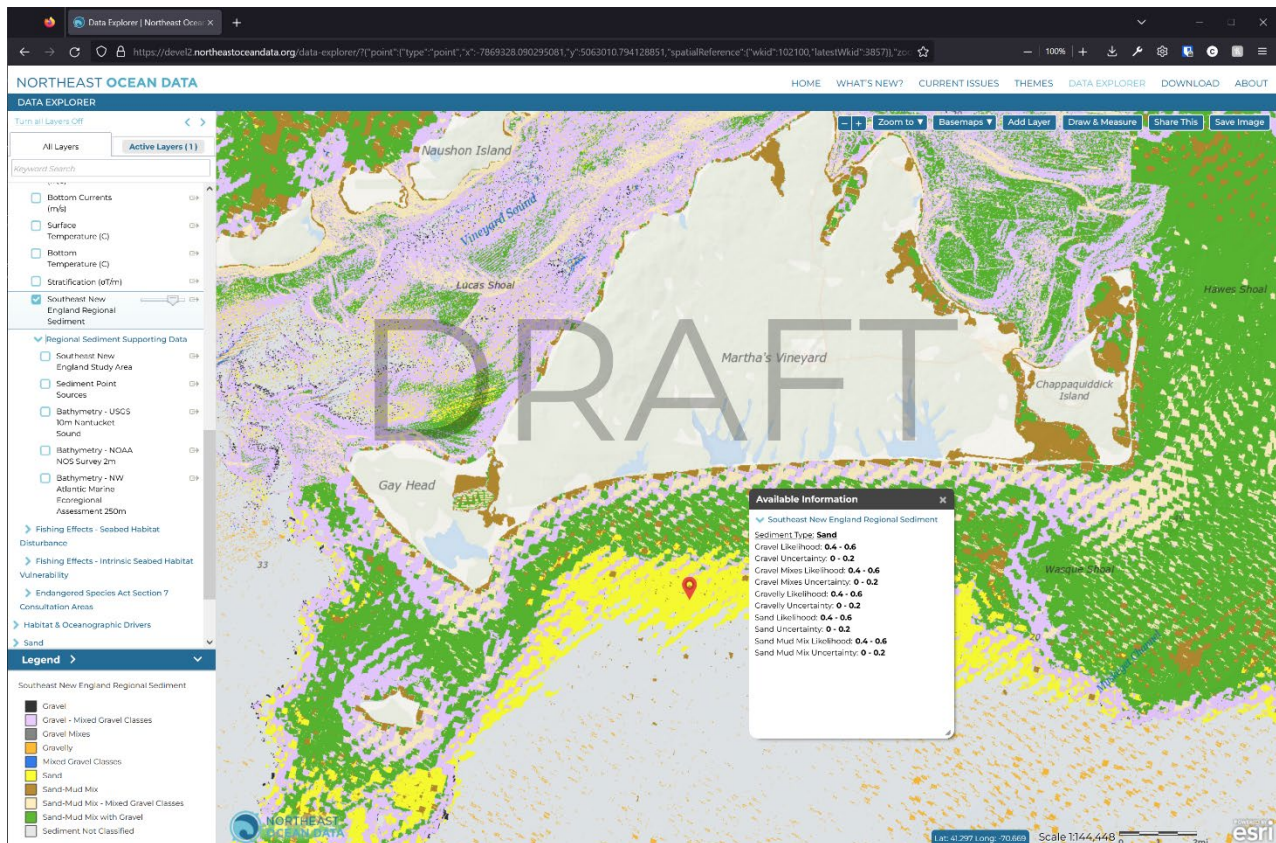 Data Explorer | Northeast Ocean
https://devel2.northeastoceandata.org/data-explorer/?{"point":{"type":"point","x":-7869328.090295081,"y":5063010.794128851,"spatialReference":{"wkid":102100,"latestWkid":3857}},"zoo
100%
NORTHEAST OCEAN DATA
HOME WHAT'S NEW? CURRENT ISSUES THEMES DATA EXPLORER DOWNLOAD ABOUT
DATA EXPLORER
Turn all Layers Off
All Layers
Active Layers ( 1 )
Keyword Search
(m/s)
Bottom Currents
(m/s)
Surface
Temperature (C)
Bottom
Temperature (C)
Stratification (σT/m)
Southeast New
England Regional
Sediment
Regional Sediment Supporting Data
Southeast New
England Study Area
Sediment Point
Sources
Bathymetry - USGS
10m Nantucket
Sound
Bathymetry - NOAA
NOS Survey 2m
Bathymetry - NW
Atlantic Marine
Ecoregional
Assessment 250m
Fishing Effects - Seabed Habitat
Disturbance
Fishing Effects - Intrinsic Seabed Habitat
Vulnerability
Endangered Species Act Section 7
Consultation Areas
Habitat & Oceanographic Drivers
Sand
Legend
Southeast New England Regional Sediment
Gravel
Gravel - Mixed Gravel Classes
Gravel Mixes
Gravelly
Mixed Gravel Classes
Sand
Sand-Mud Mix
Sand-Mud Mix - Mixed Gravel Classes
Sand-Mud Mix with Gravel
Sediment Not Classified
- + Zoom to ▼ Basemaps ▼ Add Layer Draw & Measure Share This Save Image
Naushon Island
Vineyard Sound
Lucas Shoal
Hawes Shoal
DRAFT
Martha's Vineyard
Chappaquiddick
Island
Gay Head
33
Wasque Shoal
20
Available Information
Southeast New England Regional Sediment
Sediment Type: Sand
Gravel Likelihood: 0.4 - 0.6
Gravel Uncertainty: 0 - 0.2
Gravel Mixes Likelihood: 0.4 - 0.6
Gravel Mixes Uncertainty: 0 - 0.2
Gravelly Likelihood: 0.4 - 0.6
Gravelly Uncertainty: 0 - 0.2
Sand Likelihood: 0.4 - 0.6
Sand Uncertainty: 0 - 0.2
Sand Mud Mix Likelihood: 0.4 - 0.6
Sand Mud Mix Uncertainty: 0 - 0.2
NORTHEAST
OCEAN DATA
Lat: 41.297 Long: -70.669
Scale 1:144,448
0 2mi
POWERED BY
esri